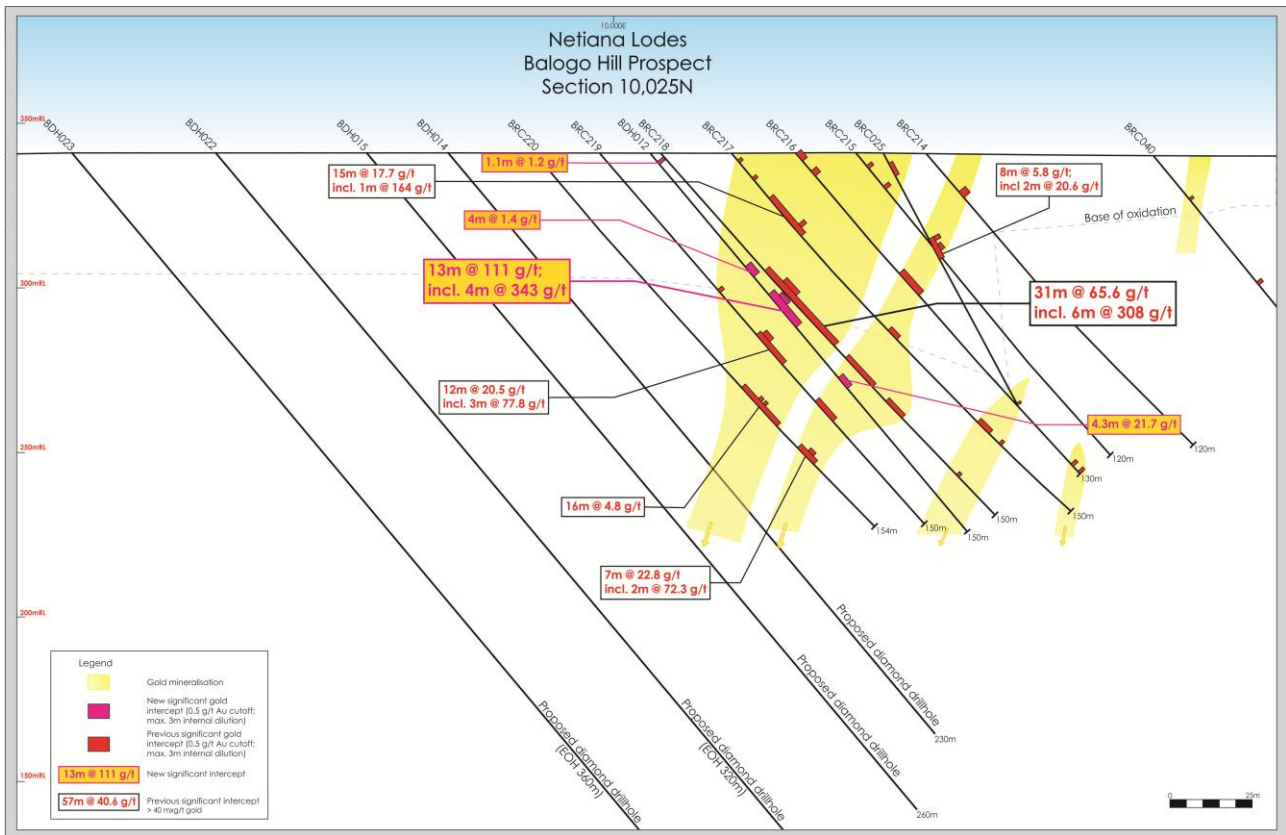 10,000E
Netiana Lodes
Balogo Hill Prospect
Section 10,025N
350mRL
BDH023
BDH022
BDH015
BDH014
BRC220
BRC219
BDH012
BRC218
BRC217
BRC216
BRC215
BRC025
BRC214
BRC040
1.1m @ 1.2 g/t
15m @ 17.7 g/t
incl. 1m @ 164 g/t
8m @ 5.8 g/t;
incl 2m @ 20.6 g/t
4m @ 1.4 g/t
Base of oxidation
13m @ 111 g/t;
incl. 4m @ 343 g/t
300mRL
31m @ 65.6 g/t
incl. 6m @ 308 g/t
12m @ 20.5 g/t
incl. 3m @ 77.8 g/t
4.3m @ 21.7 g/t
250mRL
120m
120m
130m
150m
150m
150m
150m
154m
16m @ 4.8 g/t
7m @ 22.8 g/t
incl. 2m @ 72.3 g/t
200mRL
Proposed diamond drillhole
230m
Proposed diamond drillhole
260m
Proposed diamond drillhole
(EOH 320m)
Proposed diamond drillhole
(EOH 360m)
150mRL
Legend
Gold mineralisation
New significant gold
intercept (0.5 g/t Au cutoff;
max. 3m internal dilution)
Previous significant gold
intercept (0.5 g/t Au cutoff;
max. 3m internal dilution)
13m @ 111 g/t
New significant intercept
57m @ 40.6 g/t
Previous significant intercept
> 40 mxg/t gold
0
25m